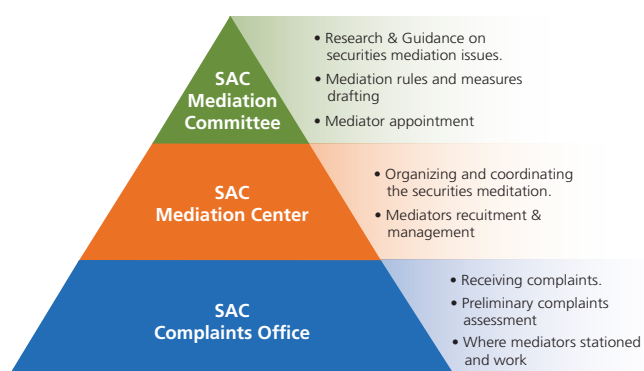 SAC
Mediation
Committee
• Research & Guidance on
securities mediation issues.
• Mediation rules and measures
drafting
• Mediator appointment
SAC
Mediation Center
• Organizing and coordinating
the securities meditation.
• Mediators recuitment &
management
SAC
Complaints Office
• Receiving complaints.
• Preliminary complaints
assessment
• Where mediators stationed
and work